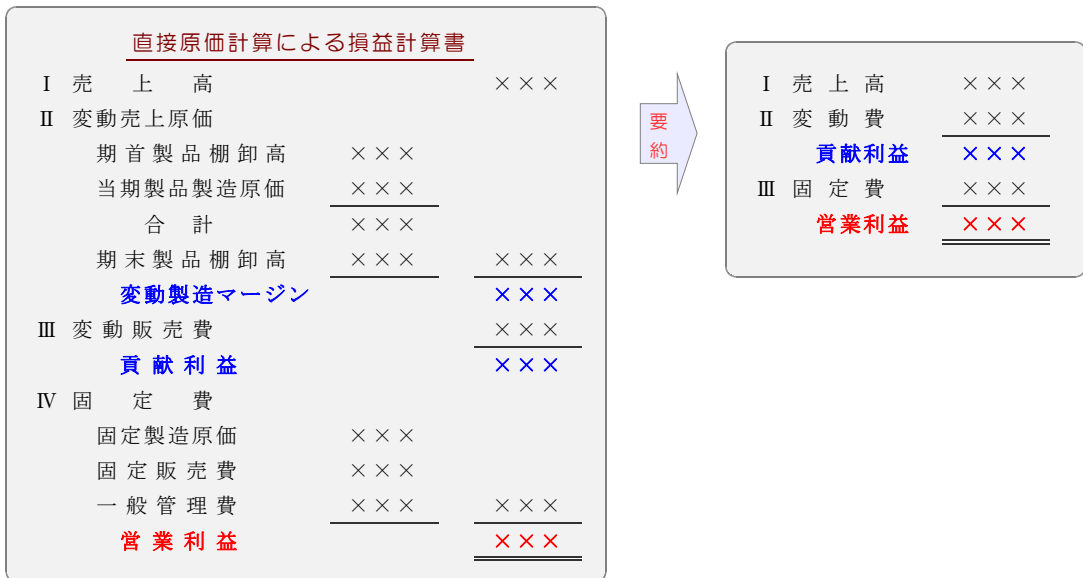 直接原価計算による損益計算書
Ⅰ 売上高 ×××
Ⅱ 変動売上原価
期首製品棚卸高 ×××
当期製品製造原価 ×××
合計 ×××
期末製品棚卸高 ××× ×××
変動製造マージン ×××
Ⅲ 変動販売費 ×××
貢献利益 ×××
Ⅳ 固定費
固定製造原価 ×××
固定販売費 ×××
一般管理費 ××× ×××
営業利益 ×××
要
約
Ⅰ 売上高 ×××
Ⅱ 変動費 ×××
貢献利益 ×××
Ⅲ 固定費 ×××
営業利益 ×××